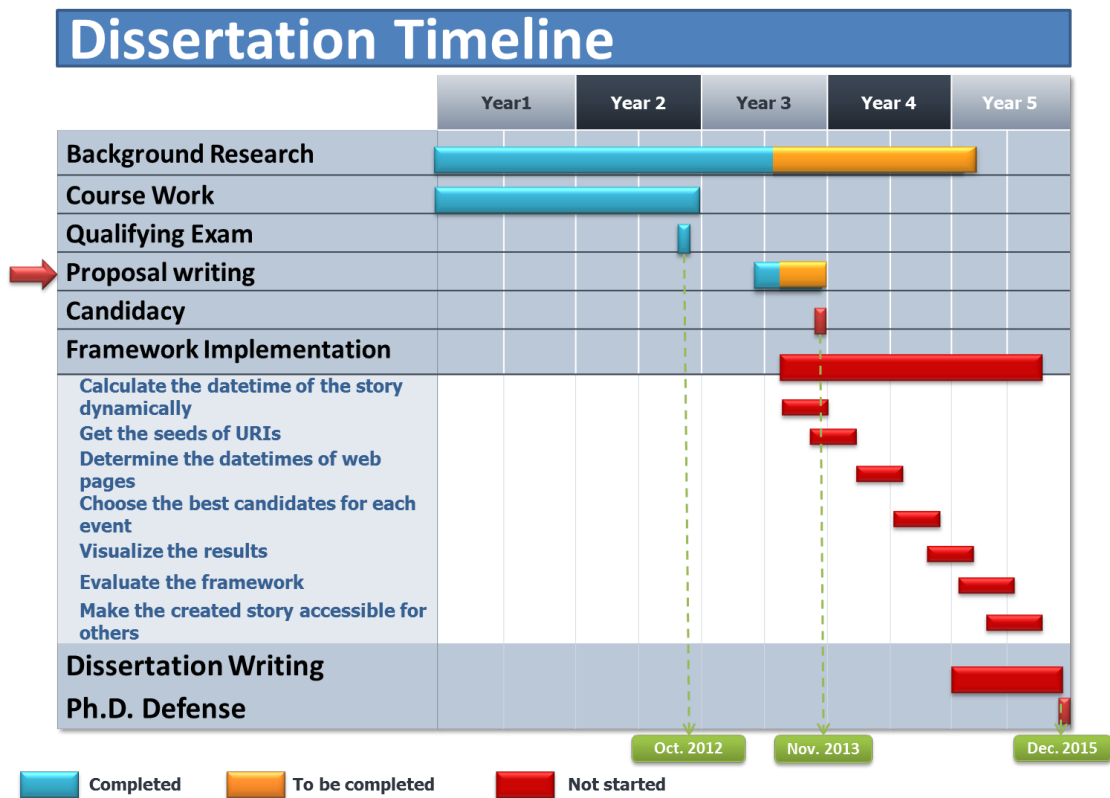 Dissertation Timeline
Year1
Year 2
Year 3
Year 4
Year 5
Background Research
Course Work
Qualifying Exam
Proposal writing
Candidacy
Framework Implementation
Calculate the datetime of the story
dynamically
Get the seeds of URIs
Determine the datetimes of web
pages
Choose the best candidates for each
event
Visualize the results
Evaluate the framework
Make the created story accessible for
others
Dissertation Writing
Ph.D. Defense
Oct. 2012
Nov. 2013
Dec. 2015
Completed
To be completed
Not started